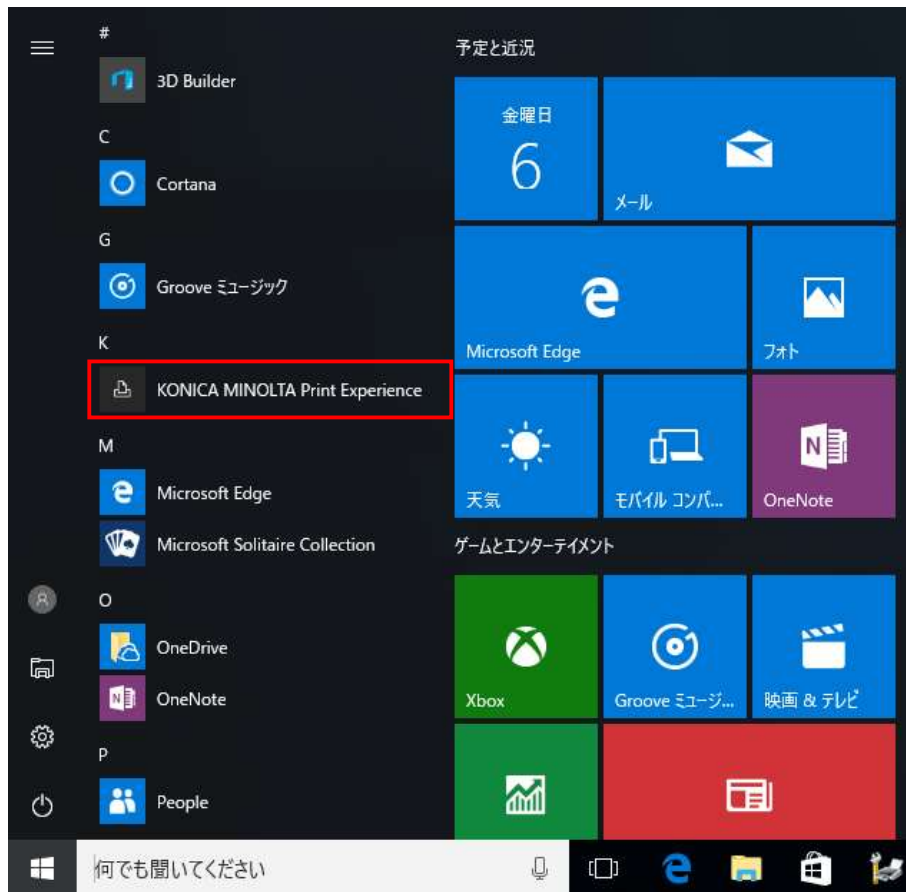 #
3D Builder
C
Cortana
G
Groove ミュージック
K
KONICA MINOLTA Print Experience
M
Microsoft Edge
Microsoft Solitaire Collection
O
OneDrive
OneNote
P
People
予定と近況
金曜日
6
メール
Microsoft Edge
フォト
天気
モバイル コンパ...
OneNote
ゲームとエンターテイメント
Xbox
Groove ミュージ...
映画 & テレビ
何でも聞いてください